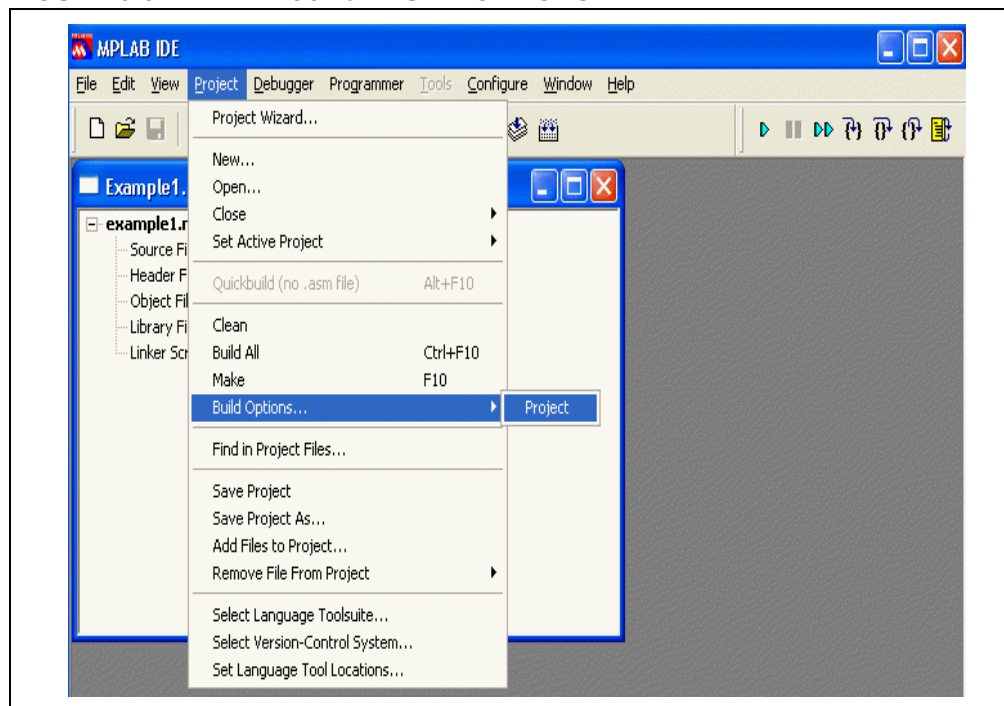 MPLAB IDE
File Edit View Project Debugger Programmer Tools Configure Window Help
Project Wizard...
New...
Open...
Close
Set Active Project
Quickbuild (no .asm file) Alt+F10
Clean
Build All Ctrl+F10
Make F10
Build Options... Project
Find in Project Files...
Save Project
Save Project As...
Add Files to Project...
Remove File From Project
Select Language Toolsuite...
Select Version-Control System...
Set Language Tool Locations...
Example1.
example1.
Source Fi
Header F
Object Fil
Library Fi
Linker Scr